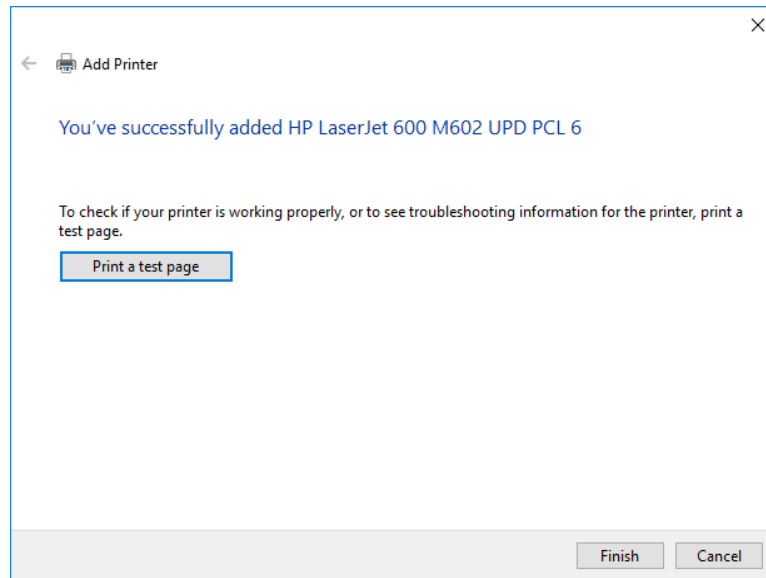 Add Printer
You've successfully added HP LaserJet 600 M602 UPD PCL 6
To check if your printer is working properly, or to see troubleshooting information for the printer, print a
test page.
Print a test page
Finish Cancel